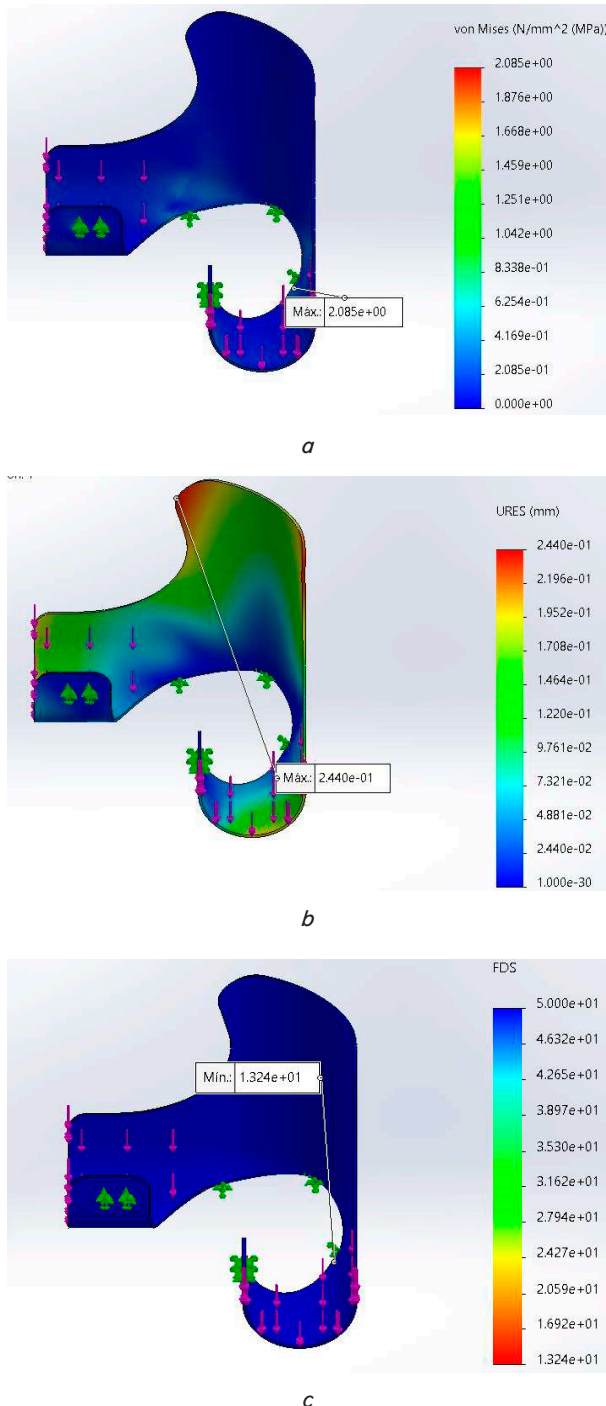 von Mises (N/mm^2 (MPa))
2.085e+00
1.876e+00
1.668e+00
1.459e+00
1.251e+00
1.042e+00
8.338e-01
6.254e-01
4.169e-01
2.085e-01
0.000e+00
Máx.: 2.085e+00
a
URES (mm)
2.440e-01
2.196e-01
1.952e-01
1.708e-01
1.464e-01
1.220e-01
9.761e-02
7.321e-02
4.881e-02
2.440e-02
1.000e-30
Máx.: 2.440e-01
b
FDS
5.000e+01
4.632e+01
4.265e+01
3.897e+01
3.530e+01
3.162e+01
2.794e+01
2.427e+01
2.059e+01
1.692e+01
1.324e+01
Mín.: 1.324e+01
c